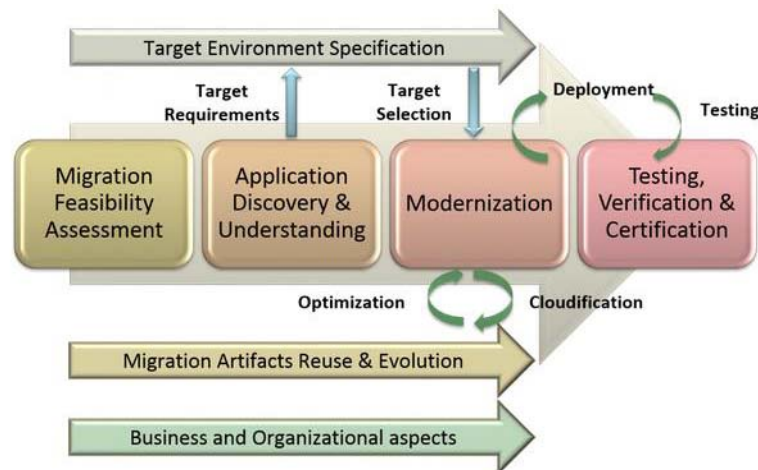 Target Environment Specification
Target
Requirements
Target
Selection
Deployment
Testing
Migration
Feasibility
Assessment
Application
Discovery &
Understanding
Modernization
Testing,
Verification &
Certification
Optimization
Cloudification
Migration Artifacts Reuse & Evolution
Business and Organizational aspects